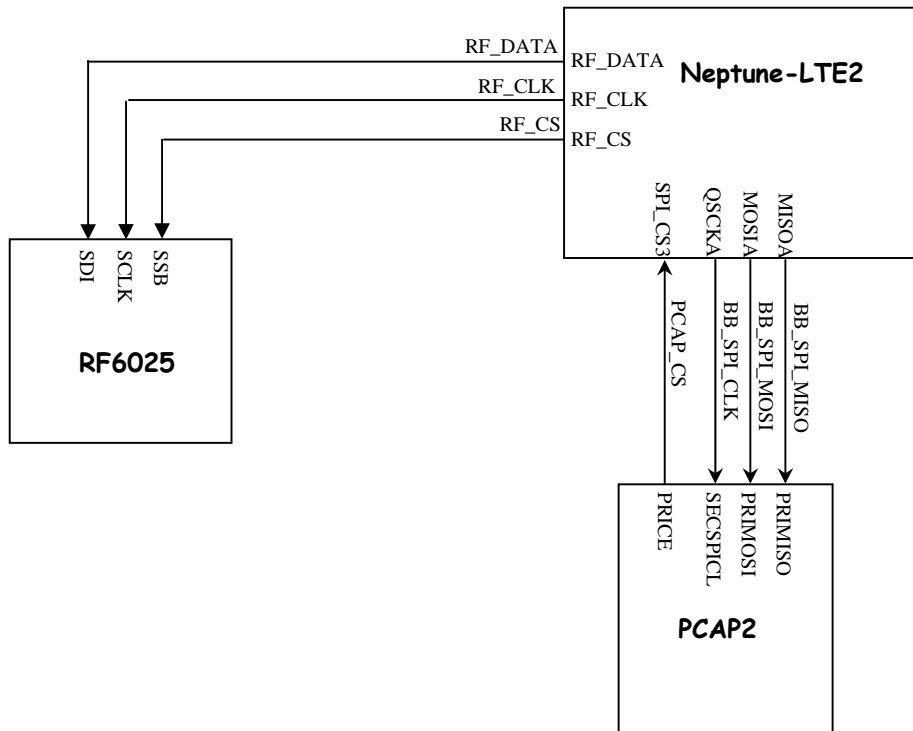 RF_DATA
RF_DATA
Neptune-LTE2
RF_CLK
RF_CLK
RF_CS
RF_CS
SPI_CS3
QSCKA
MOSIA
MISOA
SDI
SCLK
SSB
RF6025
PCAP_CS
BB_SPI_CLK
BB_SPI_MOSI
BB_SPI_MISO
PRICE
SECSPICL
PRIMOSI
PRIMISO
PCAP2